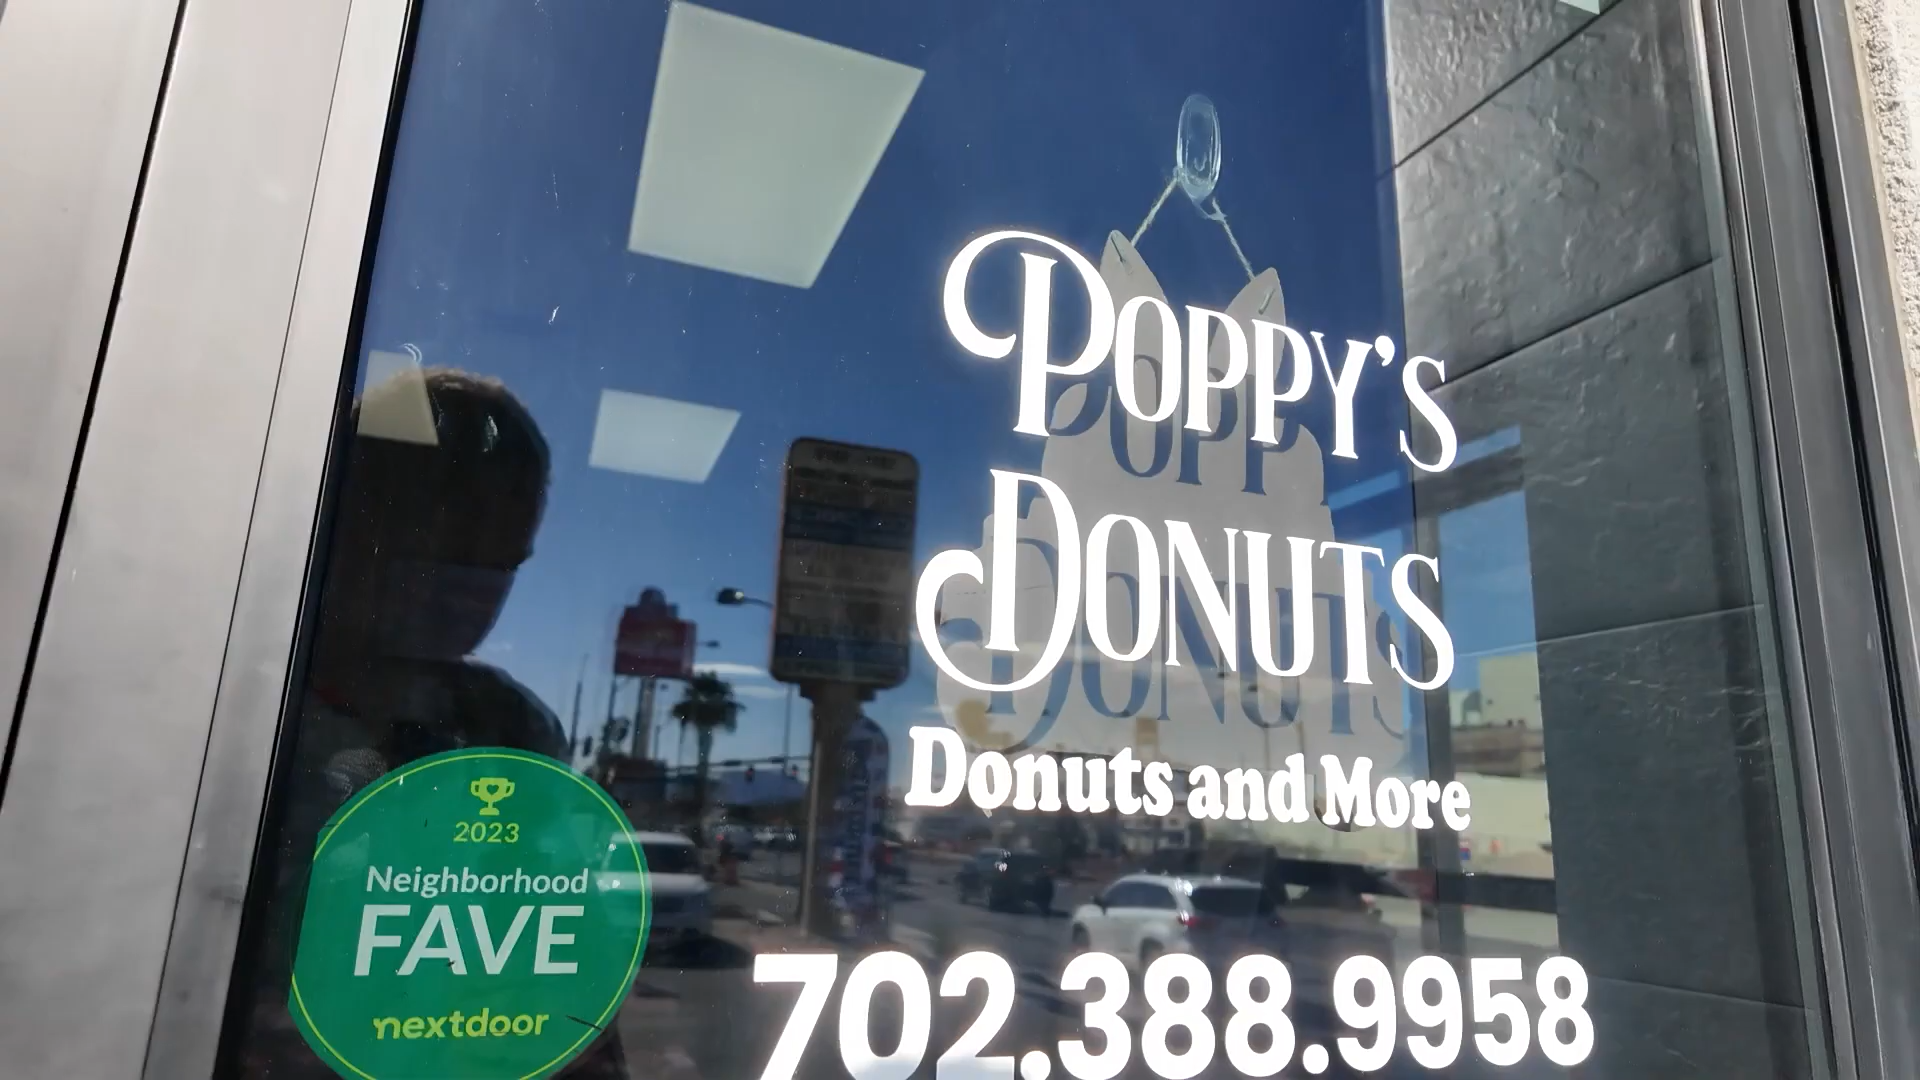 POPPY'S
DONUTS
Donuts and More
702.388.9958
2023
Neighborhood
FAVE
nextdoor